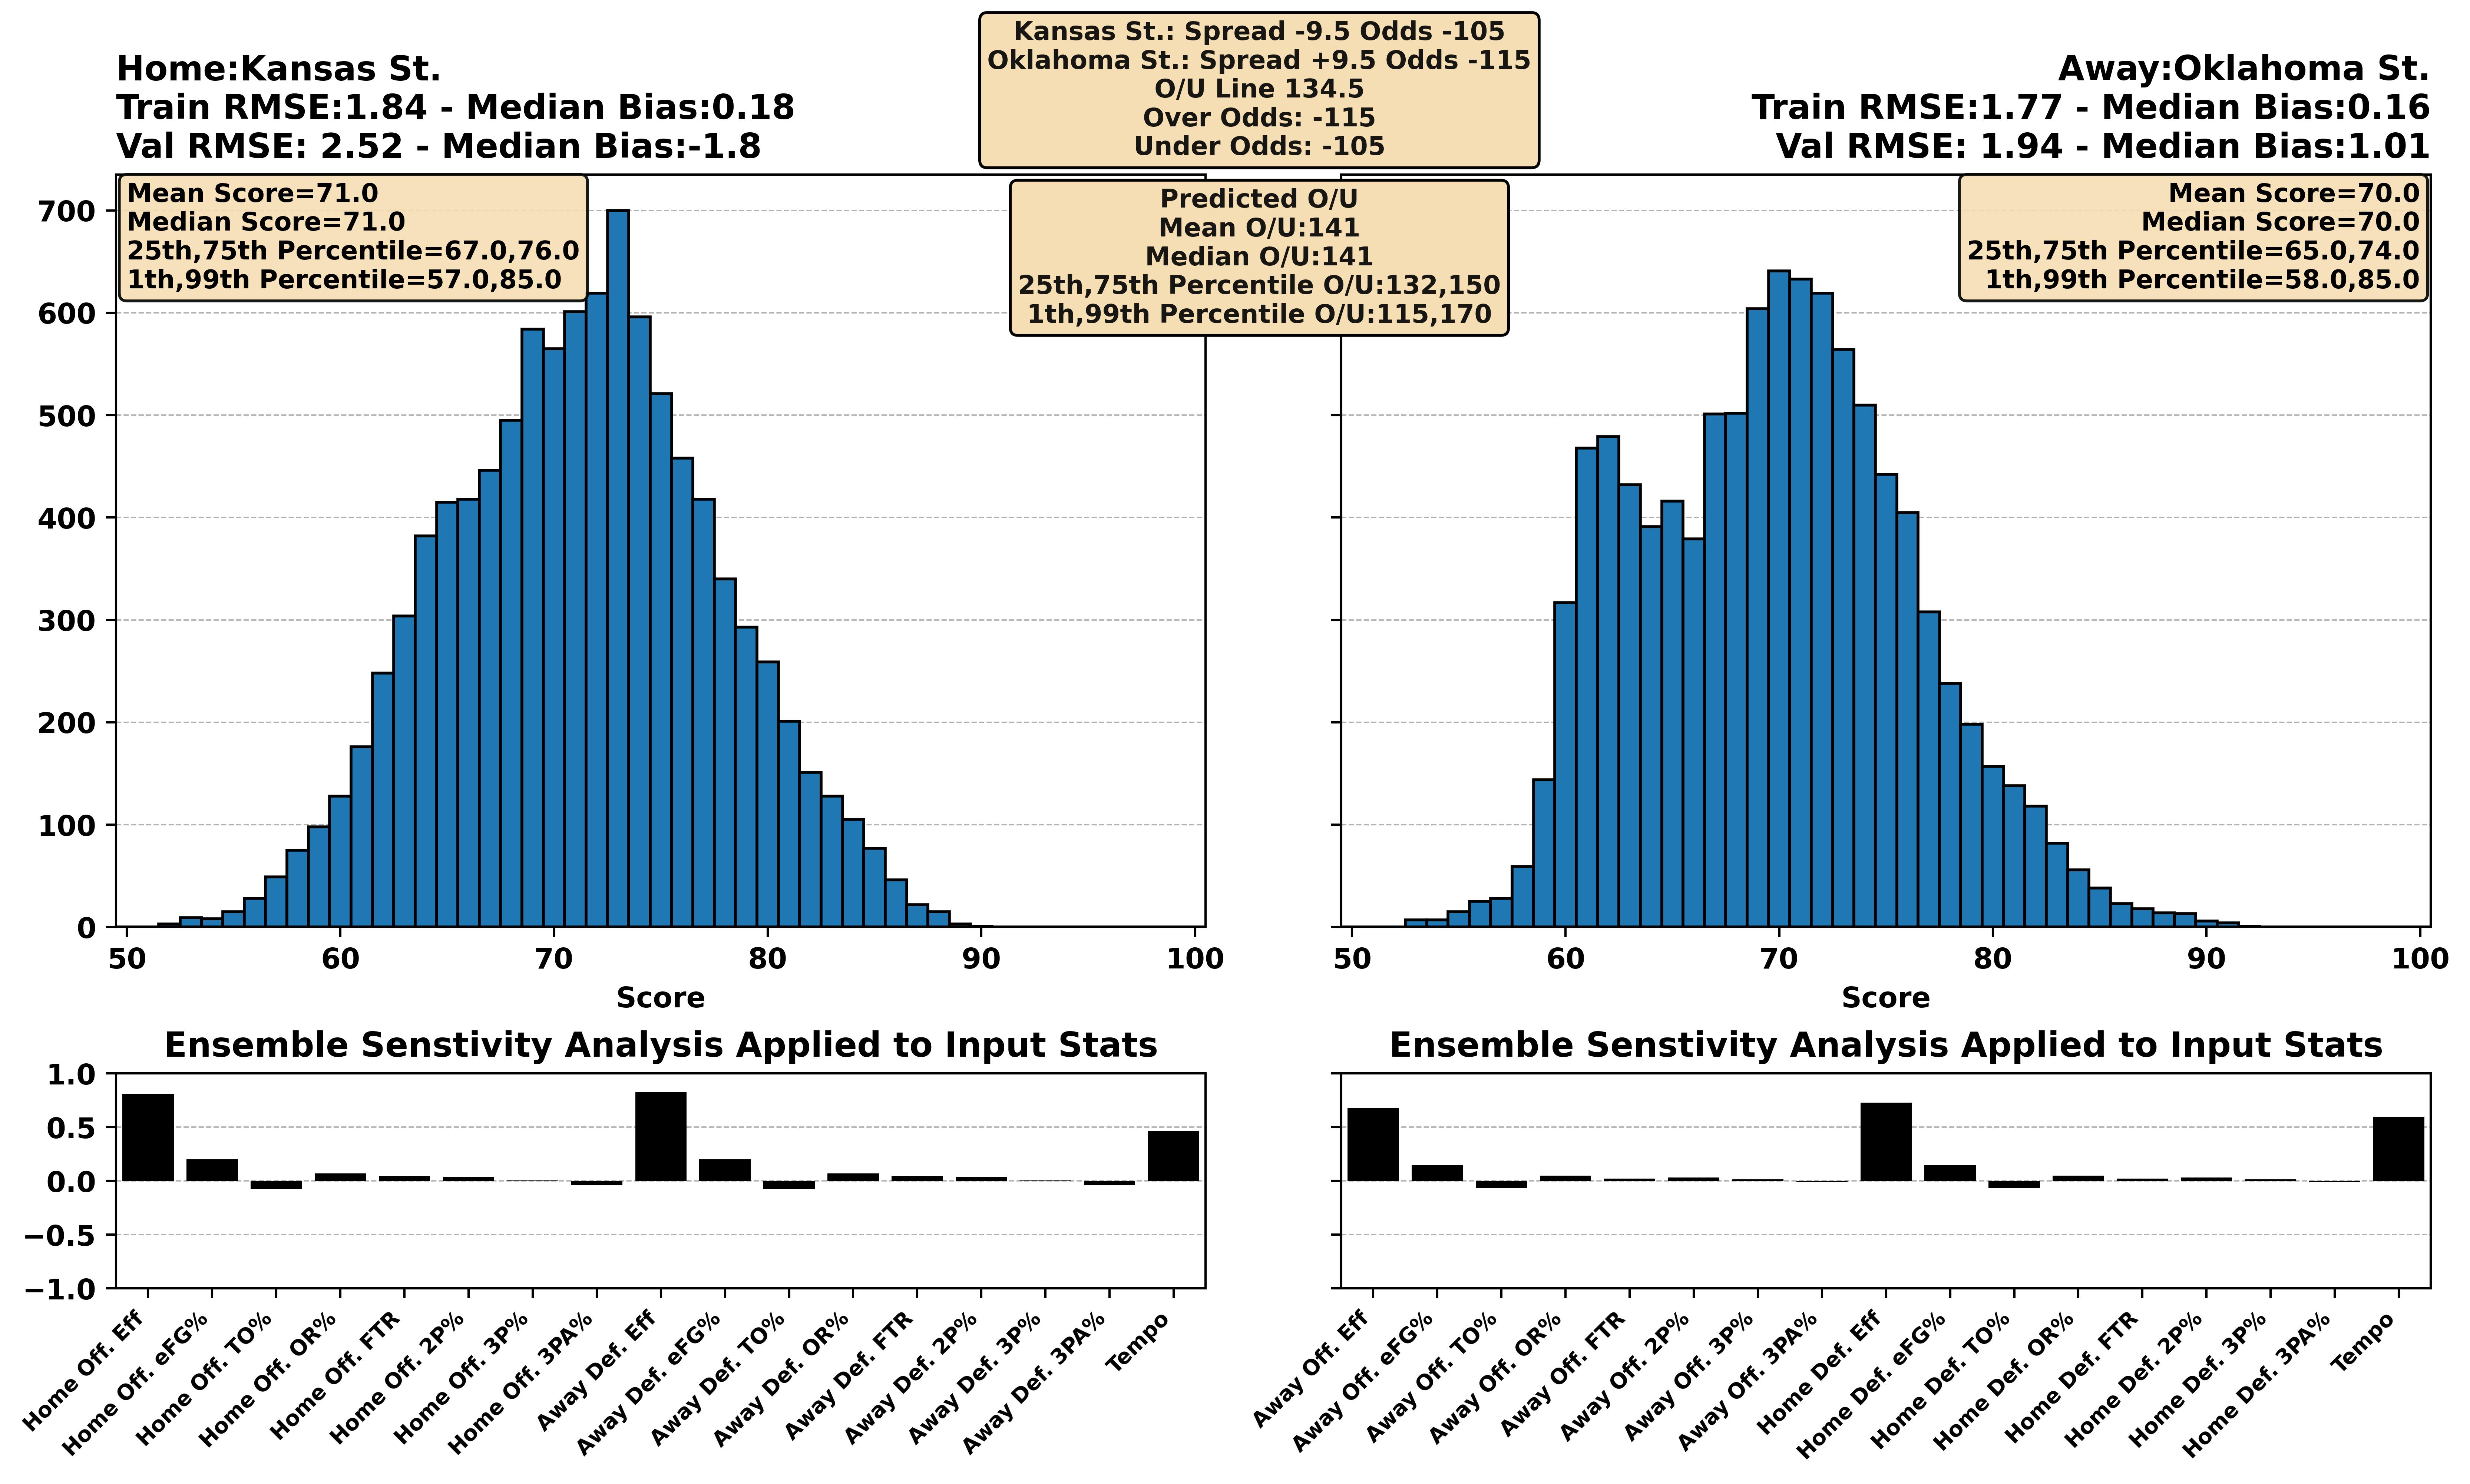 Kansas St.: Spread -9.5 Odds -105
Oklahoma St.: Spread +9.5 Odds -115
O/U Line 134.5
Over Odds: -115
Under Odds: -105
Home:Kansas St.
Train RMSE:1.84 - Median Bias:0.18
Val RMSE: 2.52 - Median Bias:-1.8
Away:Oklahoma St.
Train RMSE:1.77 - Median Bias:0.16
Val RMSE: 1.94 - Median Bias:1.01
Mean Score=71.0
Median Score=71.0
25th,75th Percentile=67.0,76.0
1th,99th Percentile=57.0,85.0
Predicted O/U
Mean O/U:141
Median O/U:141
25th,75th Percentile O/U:132,150
1th,99th Percentile O/U:115,170
Mean Score=70.0
Median Score=70.0
25th,75th Percentile=65.0,74.0
1th,99th Percentile=58.0,85.0
700
600
500
400
300
200
100
0
50 60 70 80 90 100
Score
50 60 70 80 90 100
Score
Ensemble Senstivity Analysis Applied to Input Stats
1.0
0.5
0.0
−0.5
−1.0
Home Off. Eff
Home Off. eFG%
Home Off. TO%
Home Off. OR%
Home Off. FTR
Home Off. 2P%
Home Off. 3P%
Home Off. 3PA%
Away Def. Eff
Away Def. eFG%
Away Def. TO%
Away Def. OR%
Away Def. FTR
Away Def. 2P%
Away Def. 3P%
Away Def. 3PA%
Tempo
Ensemble Senstivity Analysis Applied to Input Stats
Away Off. Eff
Away Off. eFG%
Away Off. TO%
Away Off. OR%
Away Off. FTR
Away Off. 2P%
Away Off. 3P%
Away Off. 3PA%
Home Def. Eff
Home Def. eFG%
Home Def. TO%
Home Def. OR%
Home Def. FTR
Home Def. 2P%
Home Def. 3P%
Home Def. 3PA%
Tempo